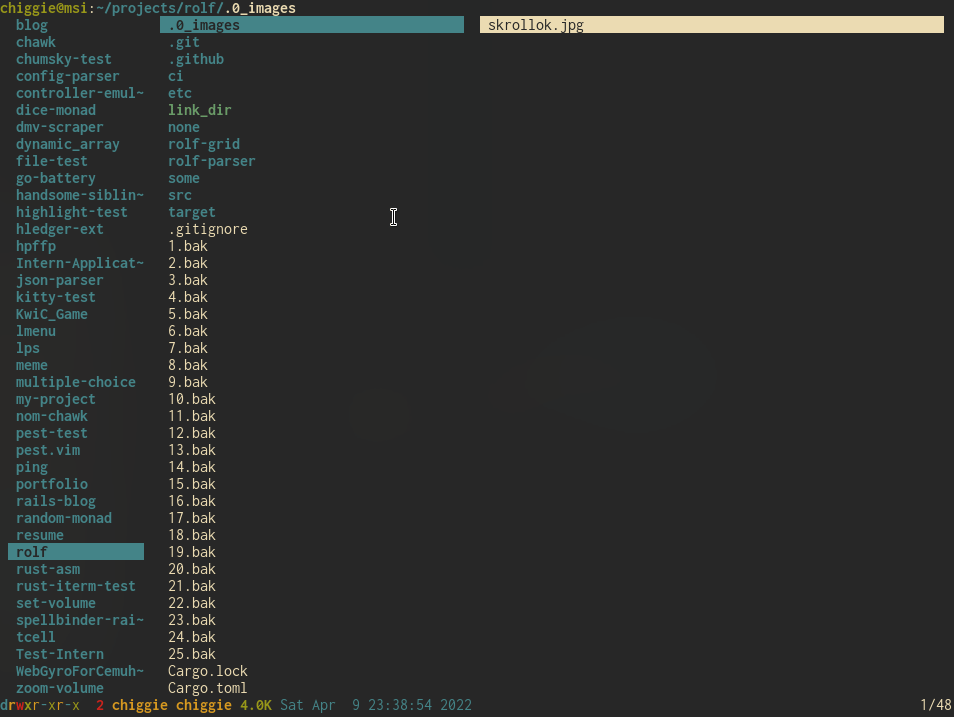 chiggie@msi:~/projects/rolf/.0_images
blog .0_images skrollok.jpg
chawk .git
chumsky-test .github
config-parser ci
controller-emul~ etc
dice-monad link_dir
dmv-scraper none
dynamic_array rolf-grid
file-test rolf-parser
go-battery some
handsome-siblin~ src
highlight-test target
hledger-ext .gitignore
hpffp 1.bak
Intern-Applicat~ 2.bak
json-parser 3.bak
kitty-test 4.bak
KwiC_Game 5.bak
lmenu 6.bak
lps 7.bak
meme 8.bak
multiple-choice 9.bak
my-project 10.bak
nom-chawk 11.bak
pest-test 12.bak
pest.vim 13.bak
ping 14.bak
portfolio 15.bak
rails-blog 16.bak
random-monad 17.bak
resume 18.bak
rolf 19.bak
rust-asm 20.bak
rust-iterm-test 21.bak
set-volume 22.bak
spellbinder-rai~ 23.bak
tcell 24.bak
Test-Intern 25.bak
WebGyroForCemuh~ Cargo.lock
zoom-volume Cargo.toml
drwxr-xr-x 2 chiggie chiggie 4.0K Sat Apr 9 23:38:54 2022 1/48